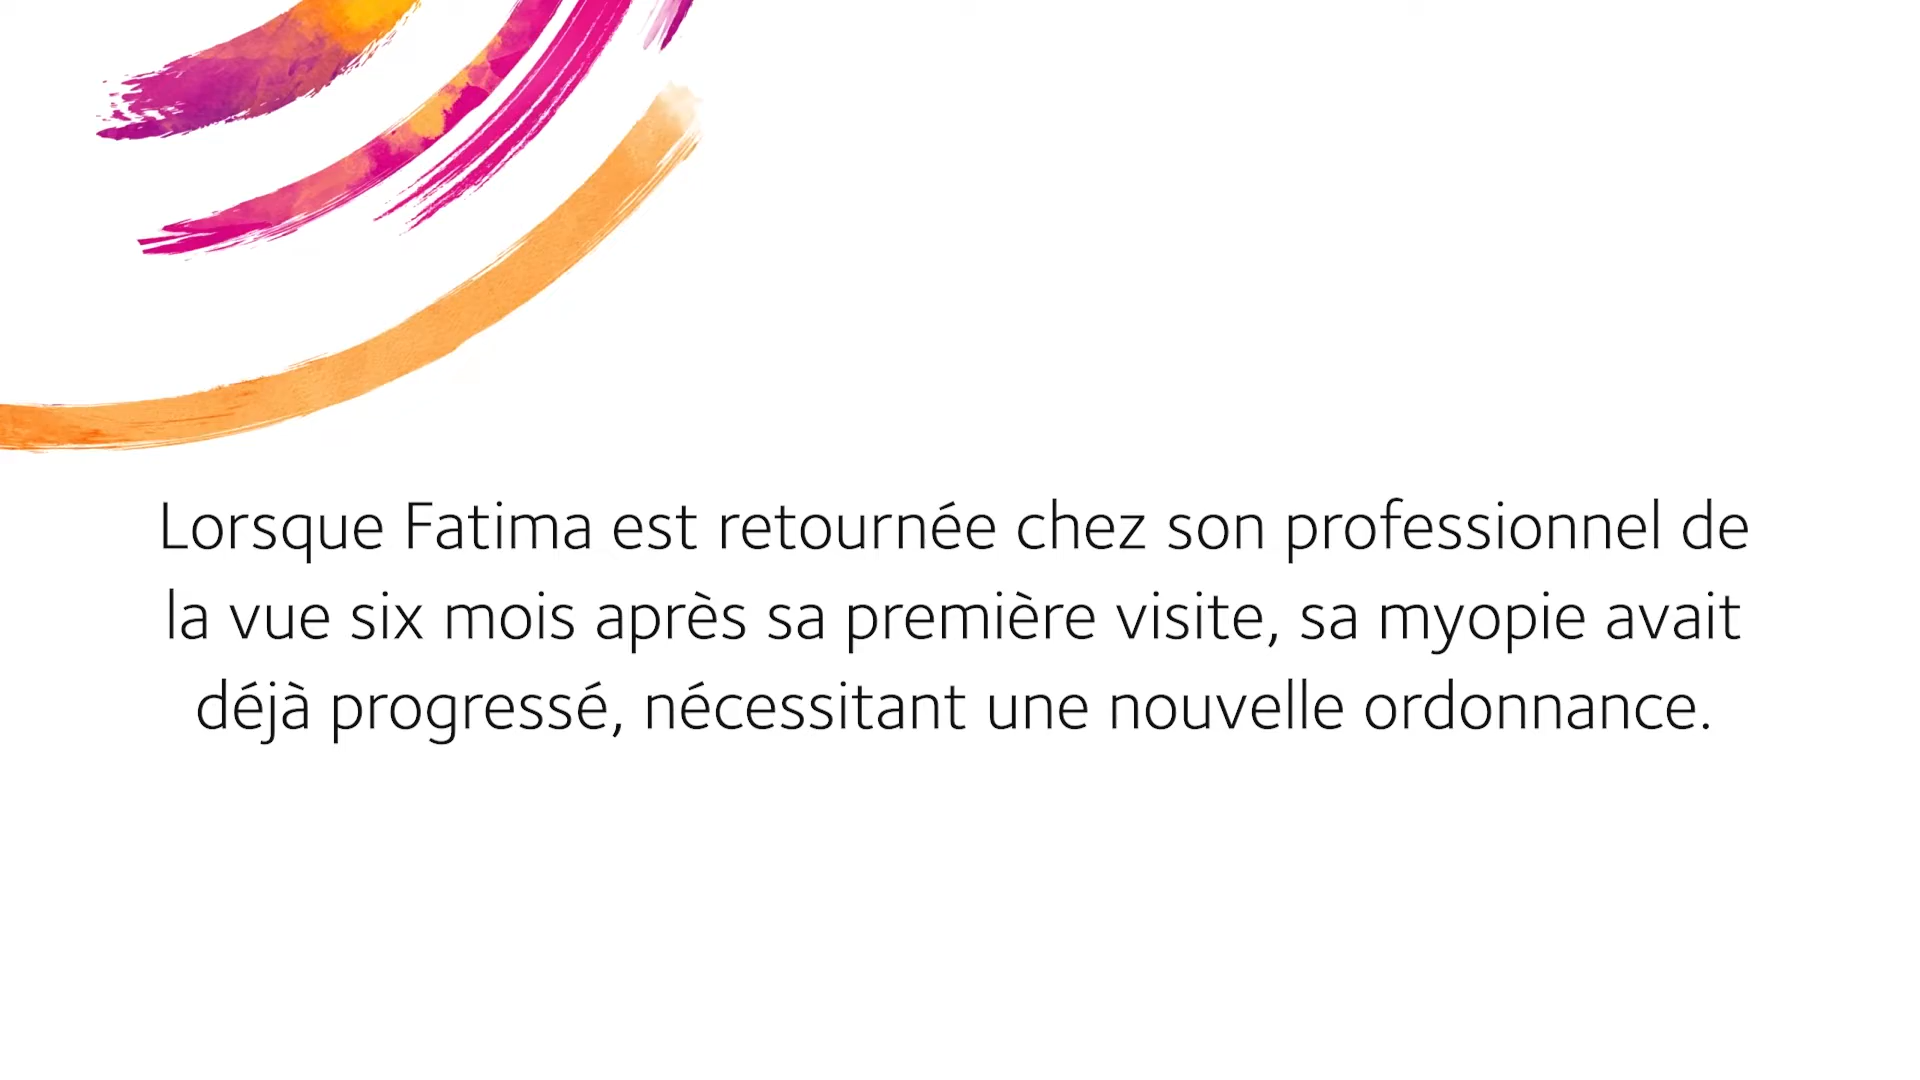 Lorsque Fatima est retournée chez son professionnel de
la vue six mois après sa première visite, sa myopie avait
déjà progressé, nécessitant une nouvelle ordonnance.